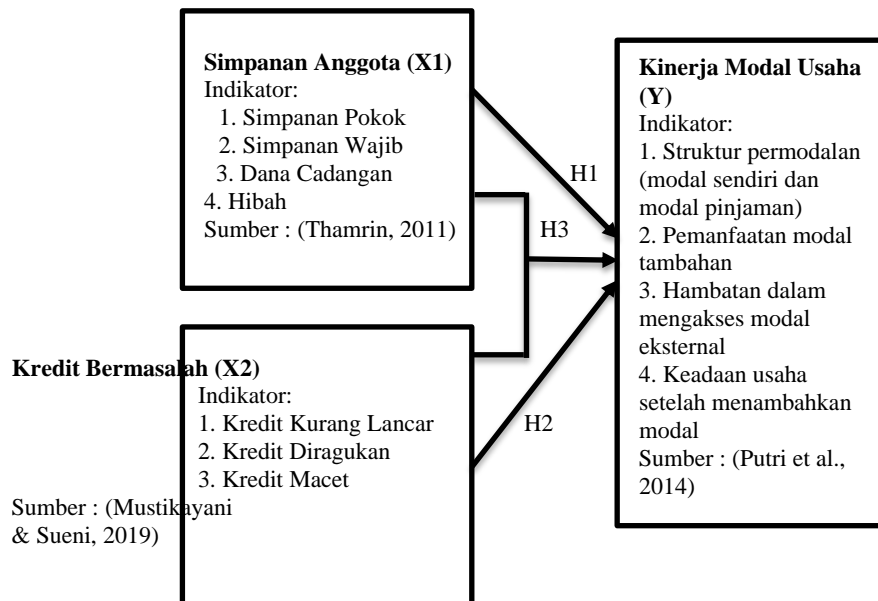 Simpanan Anggota (X1)
Indikator:
1. Simpanan Pokok
2. Simpanan Wajib
3. Dana Cadangan
4. Hibah
Sumber : (Thamrin, 2011)
Kredit Bermasalah (X2)
Indikator:
1. Kredit Kurang Lancar
2. Kredit Diragukan
3. Kredit Macet
Sumber : (Mustikayani
& Sueni, 2019)
H1
H3
H2
Kinerja Modal Usaha
(Y)
Indikator:
1. Struktur permodalan
(modal sendiri dan
modal pinjaman)
2. Pemanfaatan modal
tambahan
3. Hambatan dalam
mengakses modal
eksternal
4. Keadaan usaha
setelah menambahkan
modal
Sumber : (Putri et al.,
2014)